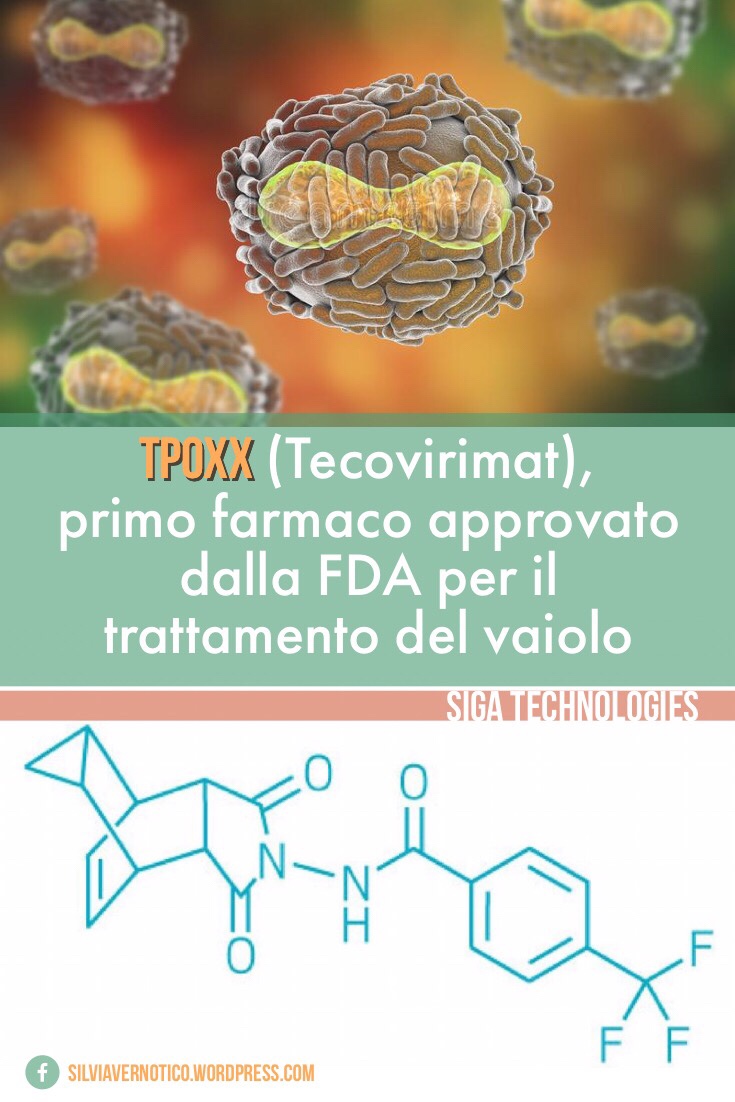 TPOXX (Tecovirimat),
primo farmaco approvato
dalla FDA per il
trattamento del vaiolo
SIGA TECHNOLOGIES
O
O
N
N
H
O
F
F
F
f SILVIAVERNOTICO.WORDPRESS.COM